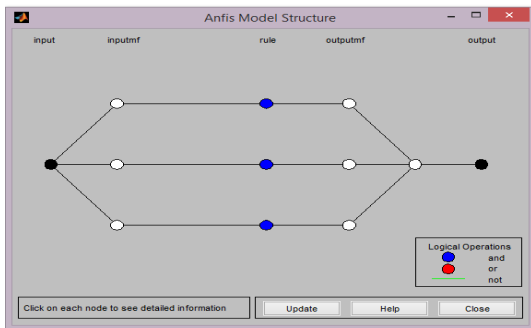 Anfis Model Structure
input inputmf rule outputmf output
Logical Operations
and
or
not
Click on each node to see detailed information
Update Help Close